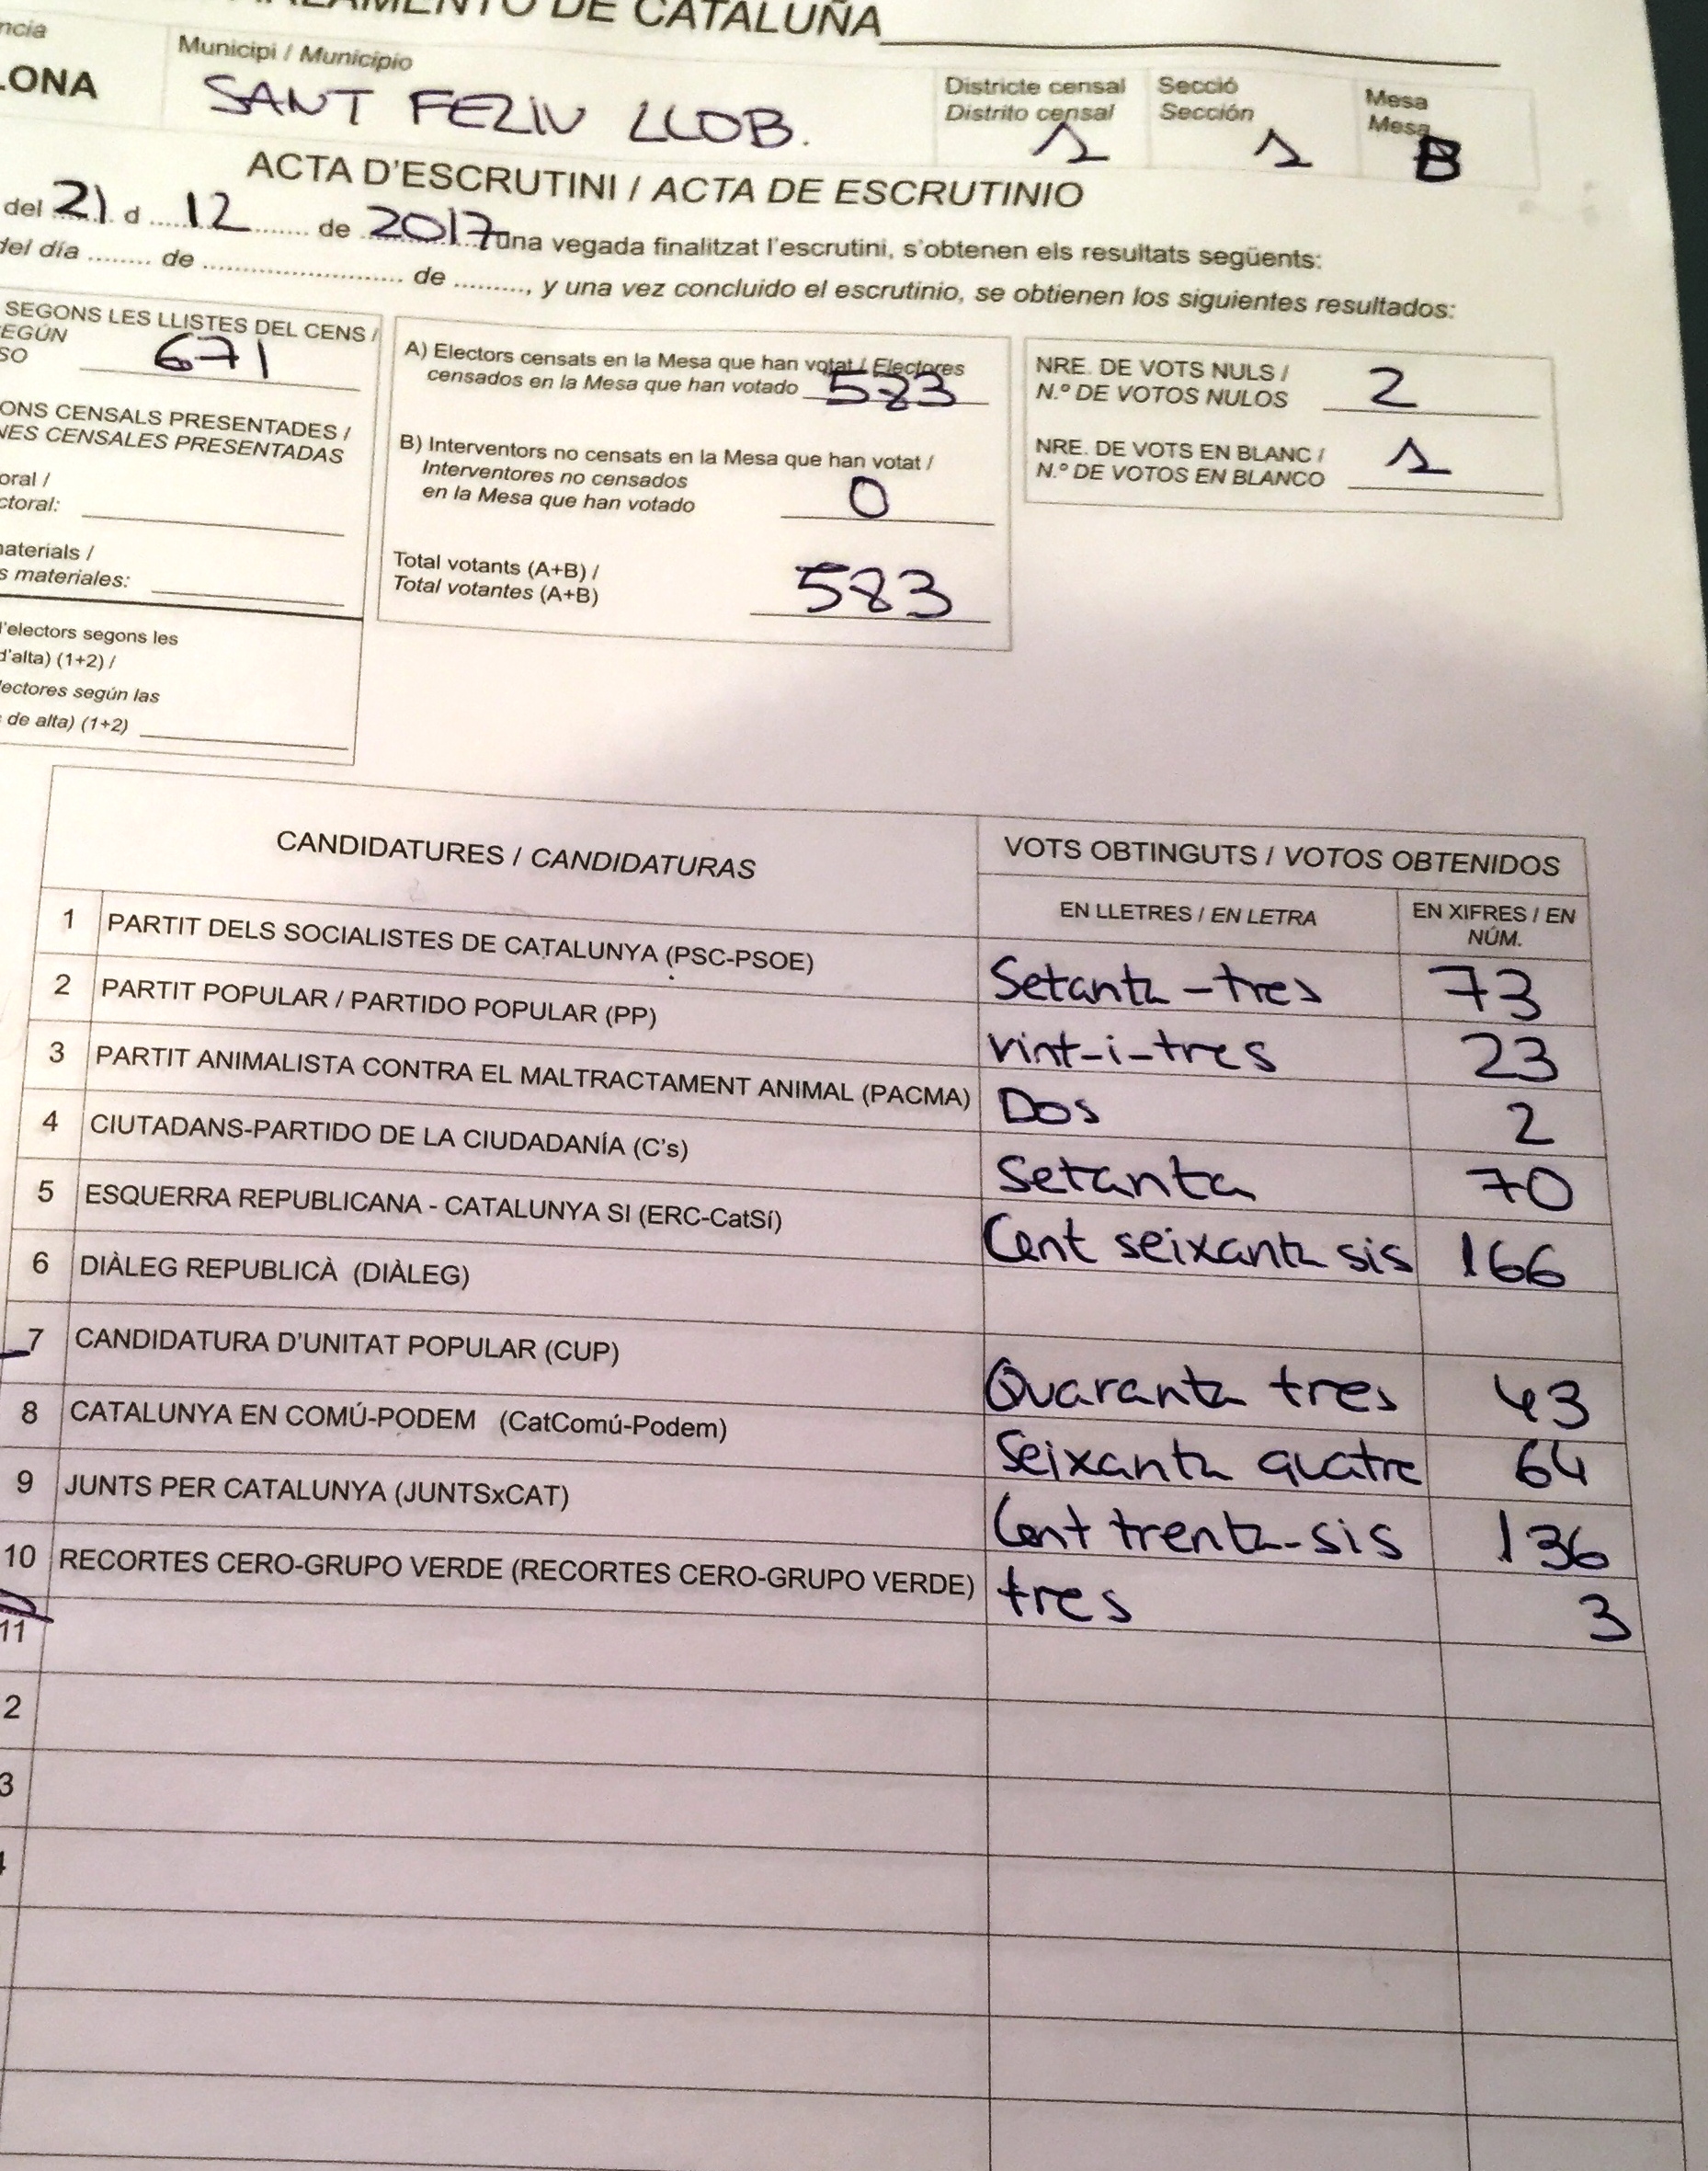 DE CATALUÑA
Municipi / Municipio
Districte censal Secció Mesa
Distrito censal Sección Mesa
LONA SANT FELIU LLOB. 1 1 B
ACTA D'ESCRUTINI / ACTA DE ESCRUTINIO
del 21 d 12 de 2017 una vegada finalitzat l'escrutini, s'obtenen els resultats següents:
del día ........ de ........ de ........, y una vez concluido el escrutinio, se obtienen los siguientes resultados:
SEGONS LES LLISTES DEL CENS /
EGÚN
SO 671
ONS CENSALS PRESENTADES /
NES CENSALES PRESENTADAS
oral /
ctoral:
materials /
s materiales:
'electors segons les
d'alta) (1+2) /
ectores según las
de alta) (1+2)
A) Electors censats en la Mesa que han votat / Electores
censados en la Mesa que han votado 583
B) Interventors no censats en la Mesa que han votat /
Interventores no censados
en la Mesa que han votado 0
Total votants (A+B) /
Total votantes (A+B) 583
NRE. DE VOTS NULS /
N.º DE VOTOS NULOS 2
NRE. DE VOTS EN BLANC /
N.º DE VOTOS EN BLANCO 1
CANDIDATURES / CANDIDATURAS
VOTS OBTINGUTS / VOTOS OBTENIDOS
EN LLETRES / EN LETRA
EN XIFRES / EN
NÚM.
1 PARTIT DELS SOCIALISTES DE CATALUNYA (PSC-PSOE) Setanta-tres 73
2 PARTIT POPULAR / PARTIDO POPULAR (PP) vint-i-tres 23
3 PARTIT ANIMALISTA CONTRA EL MALTRACTAMENT ANIMAL (PACMA) Dos 2
4 CIUTADANS-PARTIDO DE LA CIUDADANÍA (C's) Setanta 70
5 ESQUERRA REPUBLICANA - CATALUNYA SI (ERC-CatSí) Cent seixanta sis 166
6 DIÀLEG REPUBLICÀ (DIÀLEG)
7 CANDIDATURA D'UNITAT POPULAR (CUP) Quaranta tres 43
8 CATALUNYA EN COMÚ-PODEM (CatComú-Podem) Seixanta quatre 64
9 JUNTS PER CATALUNYA (JUNTSxCAT) Cent trenta-sis 136
10 RECORTES CERO-GRUPO VERDE (RECORTES CERO-GRUPO VERDE) tres 3
11
2
3